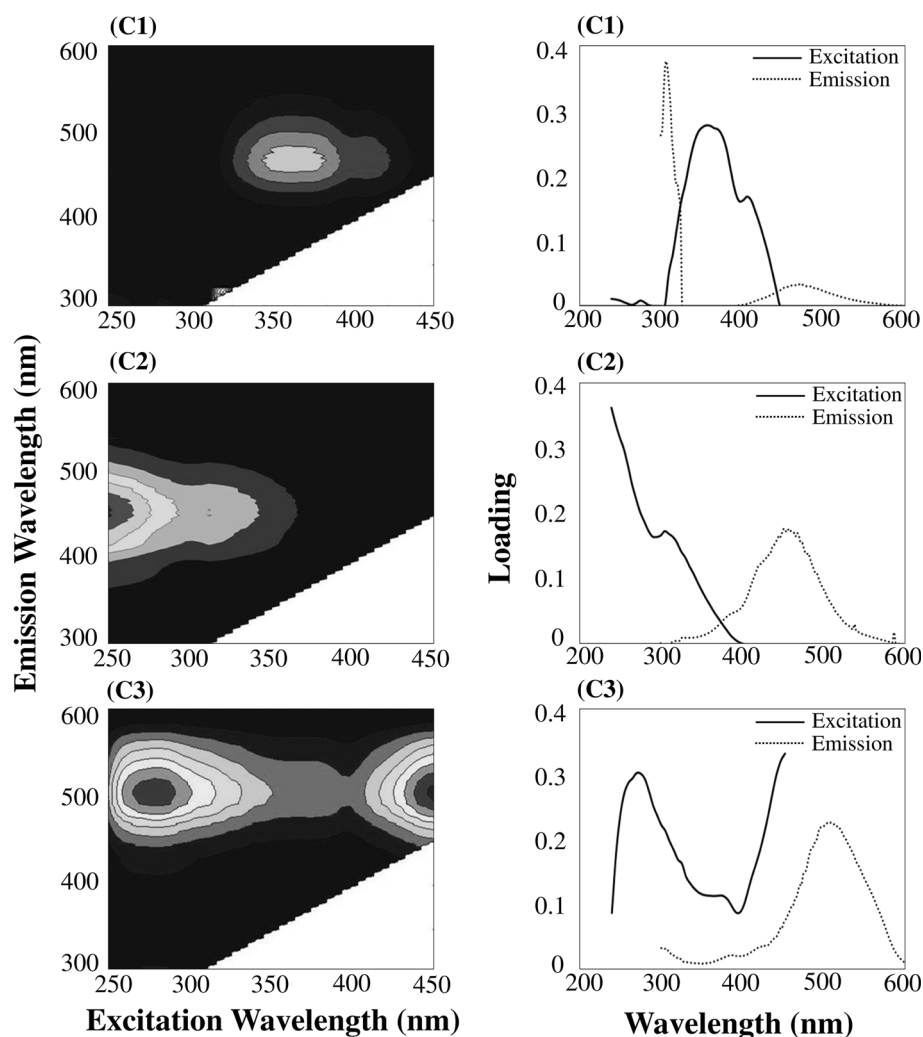 (C1)
600
500
400
300
250 300 350 400 450
(C2)
600
500
400
300
250 300 350 400 450
(C3)
600
500
400
300
250 300 350 400 450
Emission Wavelength (nm)
Excitation Wavelength (nm)
(C1)
0.4
0.3
0.2
0.1
0
200 300 400 500 600
Excitation
Emission
(C2)
0.4
0.3
0.2
0.1
0
200 300 400 500 600
Excitation
Emission
(C3)
0.4
0.3
0.2
0.1
0
200 300 400 500 600
Excitation
Emission
Loading
Wavelength (nm)